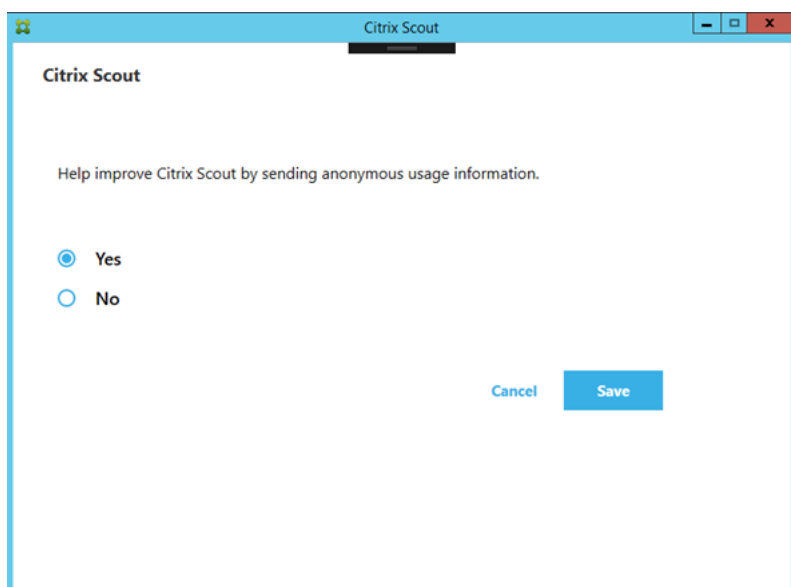 Citrix Scout
Citrix Scout
Help improve Citrix Scout by sending anonymous usage information.
Yes
No
Cancel Save